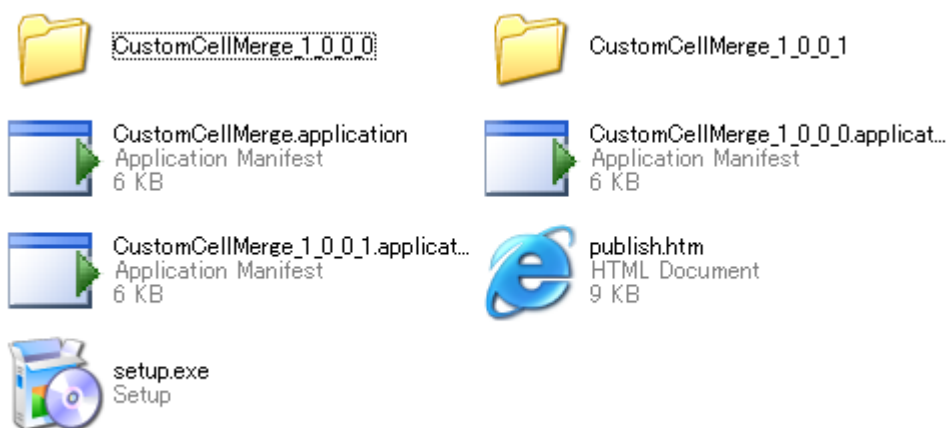 CustomCellMerge_1_0_0_0
CustomCellMerge_1_0_0_1
CustomCellMerge.application
Application Manifest
6 KB
CustomCellMerge_1_0_0_0.applicat...
Application Manifest
6 KB
CustomCellMerge_1_0_0_1.applicat...
Application Manifest
6 KB
publish.htm
HTML Document
9 KB
setup.exe
Setup